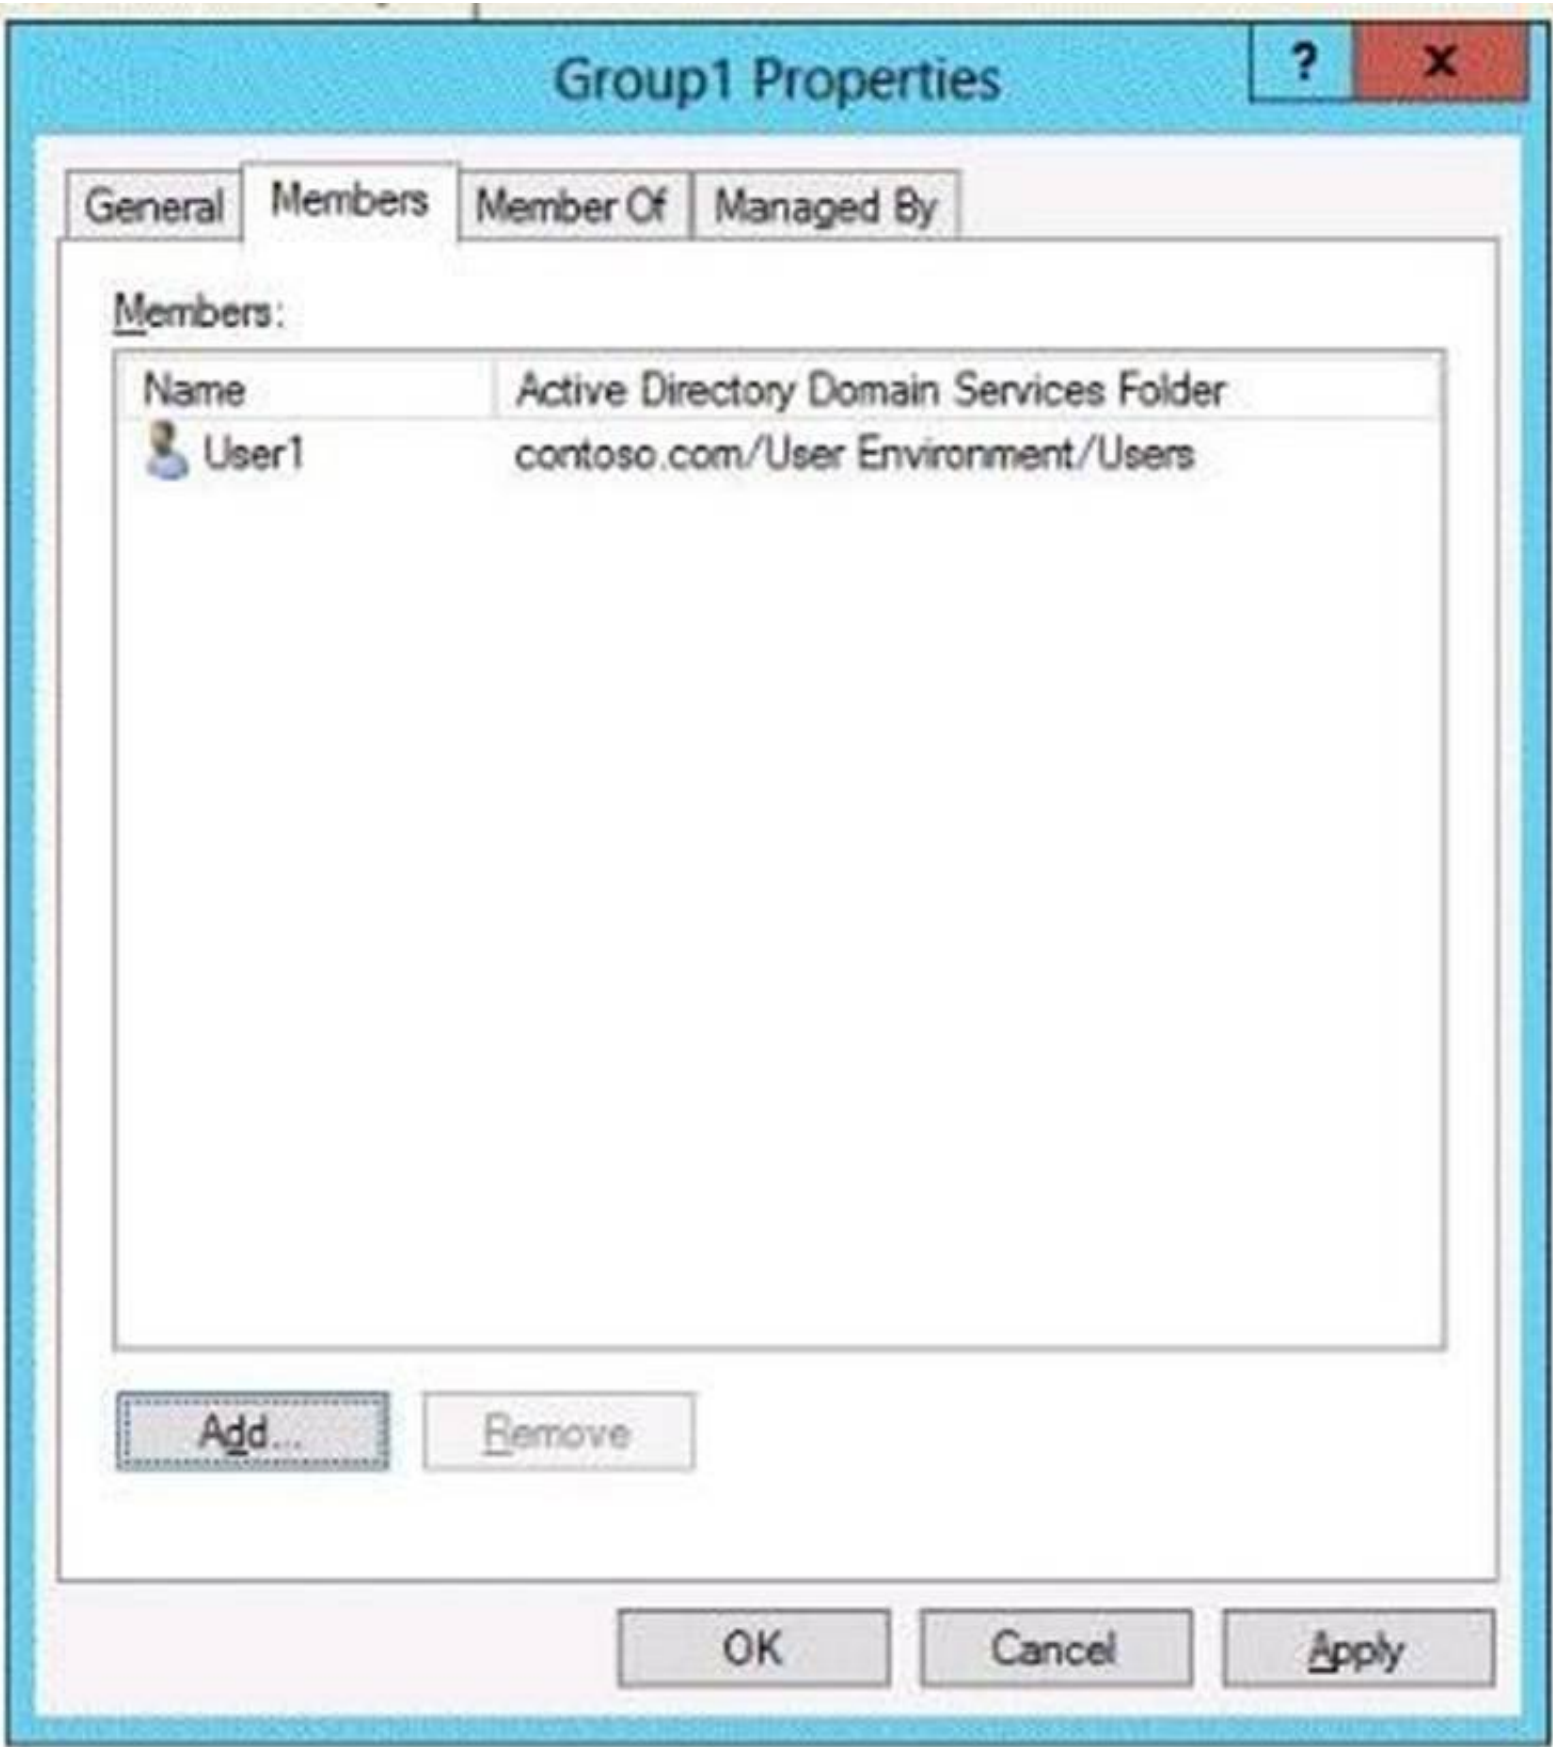 Group1 Properties ? x
General Members Member Of Managed By
Members:
Name Active Directory Domain Services Folder
User1 contoso.com/User Environment/Users
Add... Remove
OK Cancel Apply